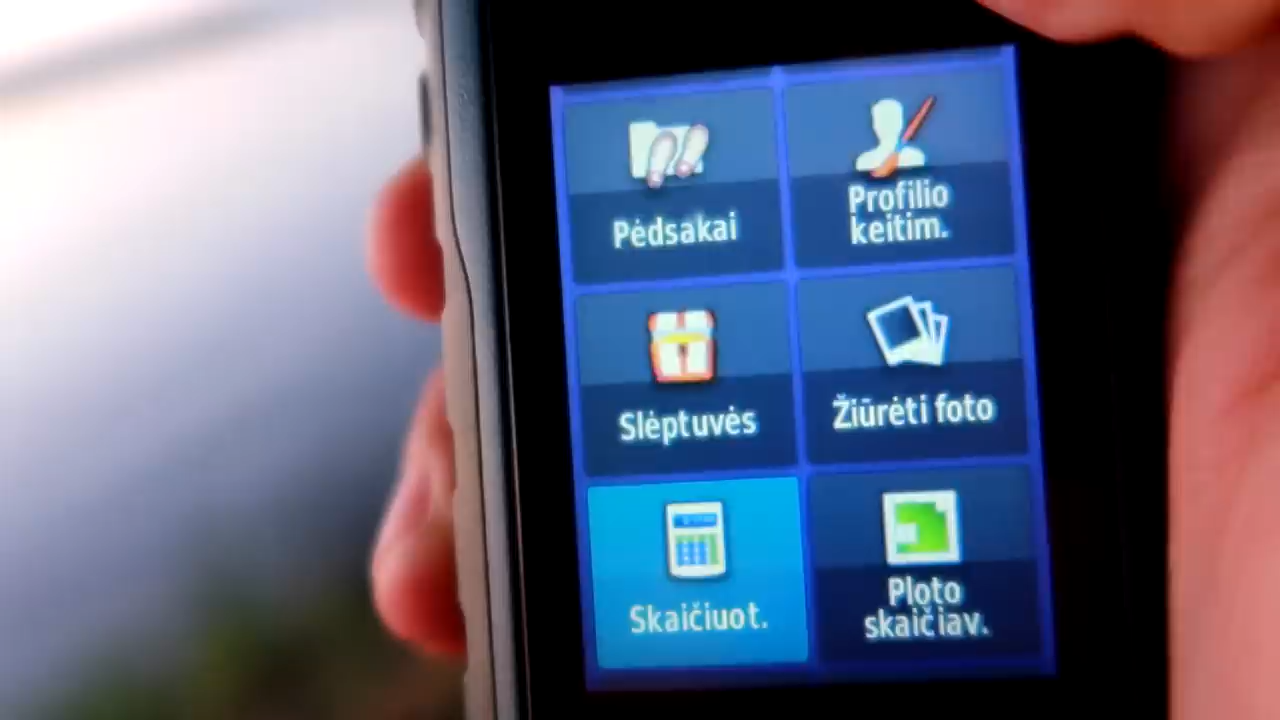 Pėdsakai
Profilio
keitim.
Slėptuvės
Žiūrėti foto
Skaičiuot.
Ploto
skaičiav.